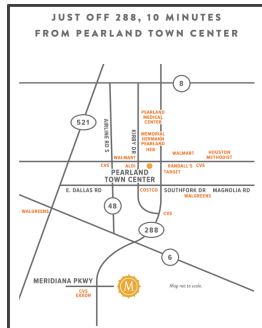 JUST OFF 288, 10 MINUTES
FROM PEARLAND TOWN CENTER
8
521
AIRLINE RD S
KIRBY DR
PEARLAND
MEDICAL
CENTER
MEMORIAL
HERMANN
PEARLAND
HEB
WALMART
WALMART
HOUSTON
METHODIST
CVS
ALDI
RANDALL'S
CVS
PEARLAND
TOWN CENTER
TARGET
E. DALLAS RD
COSTCO
SOUTHFORK DR
MAGNOLIA RD
WALGREENS
WALGREENS
48
CVS
288
6
MERIDIANA PKWY
M
Map not to scale.
CVS
EXXON